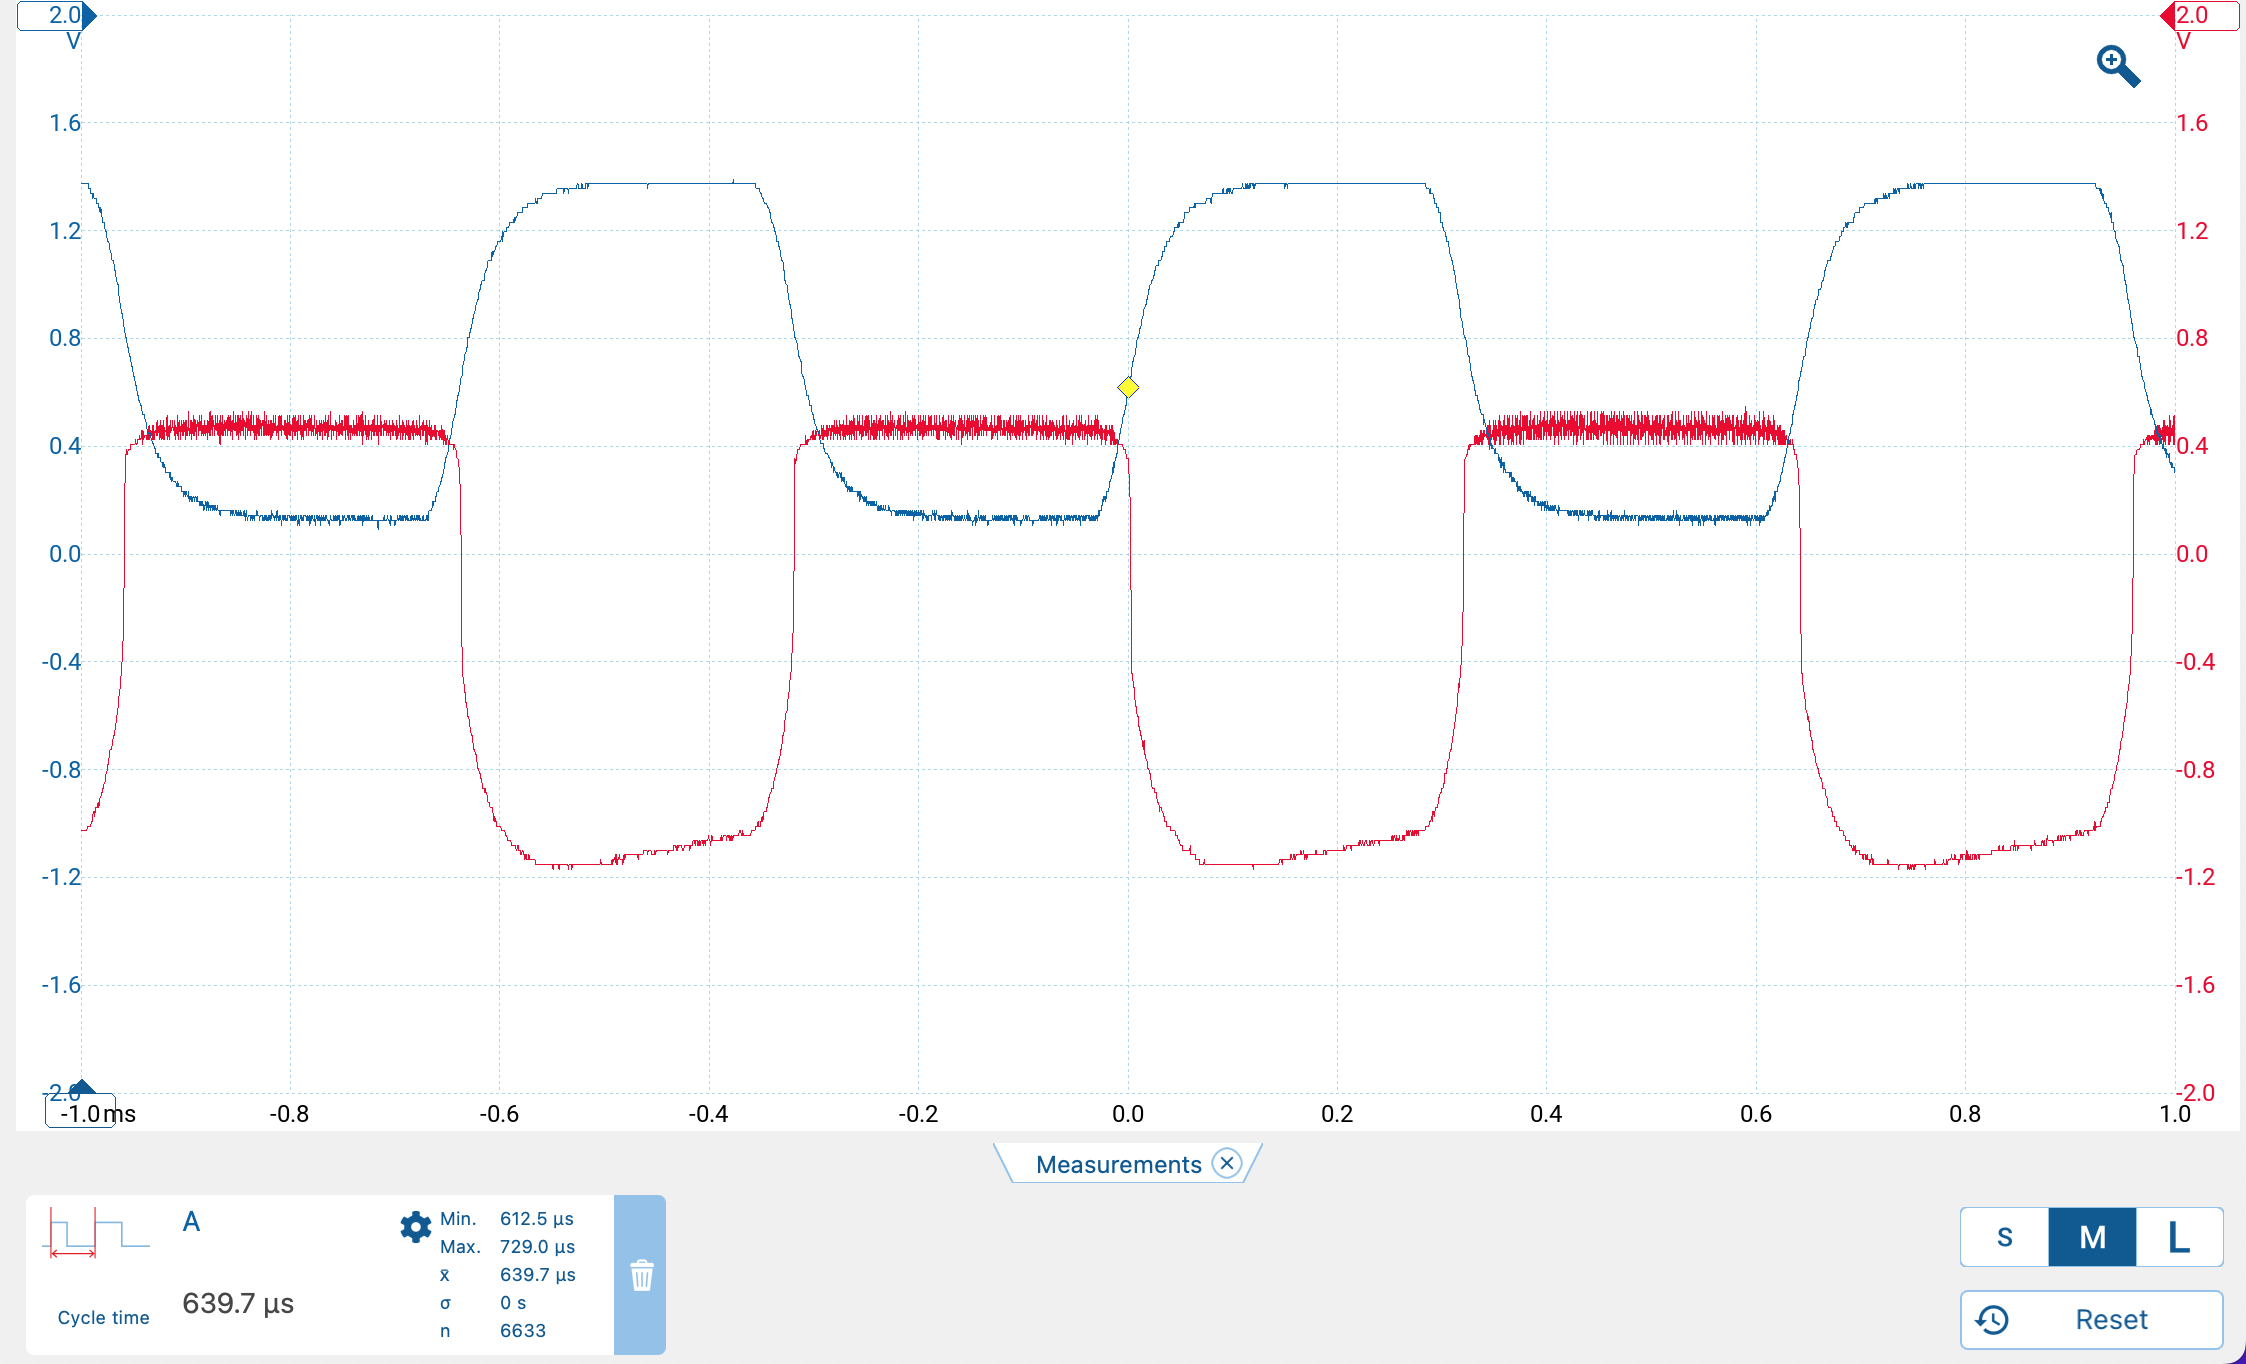 2.0 2.0
V V
1.6 1.6
1.2 1.2
0.8 0.8
0.4 0.4
0.0 0.0
-0.4 -0.4
-0.8 -0.8
-1.2 -1.2
-1.6 -1.6
-2.0 -2.0
-1.0 ms -0.8 -0.6 -0.4 -0.2 0.0 0.2 0.4 0.6 0.8 1.0
Measurements
A
Cycle time
639.7 µs
Min. 612.5 µs
Max. 729.0 µs
x̄ 639.7 µs
σ 0 s
n 6633
S M L
Reset